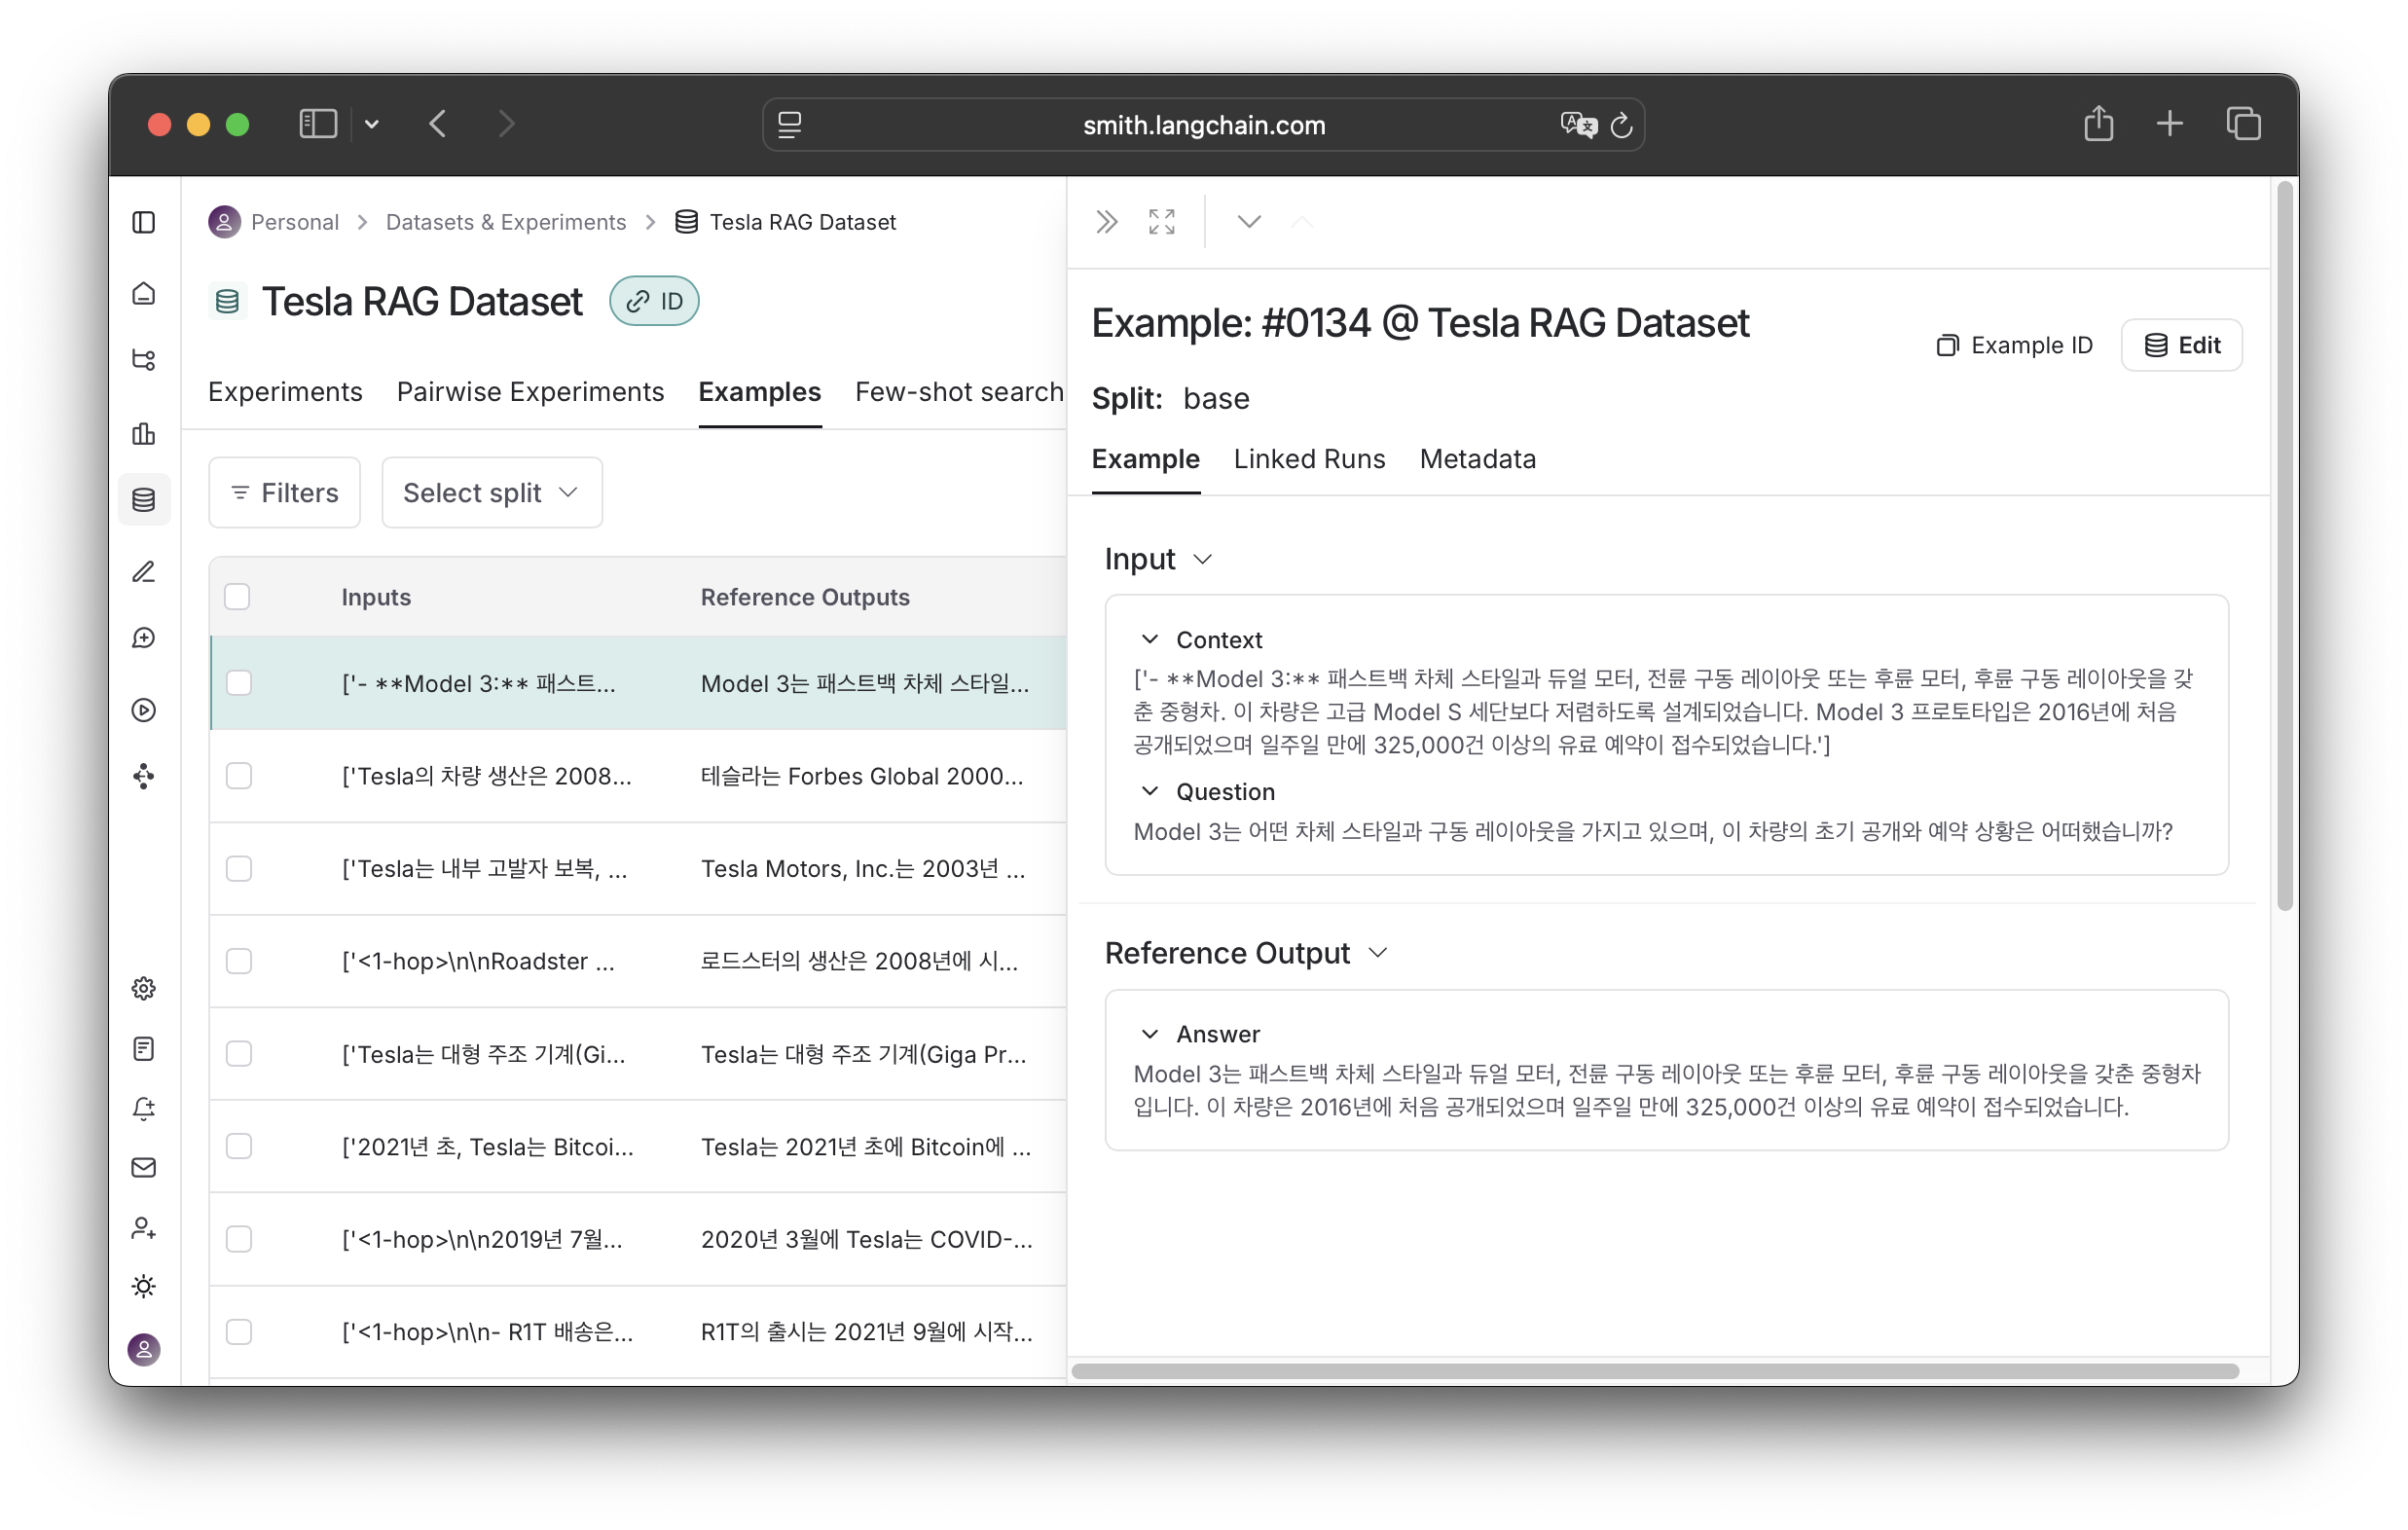 smith.langchain.com
Personal
Datasets & Experiments
Tesla RAG Dataset
Tesla RAG Dataset
ID
Experiments
Pairwise Experiments
Examples
Few-shot search
Filters
Select split
Inputs
Reference Outputs
['- **Model 3:** 패스트...
Model 3는 패스트백 차체 스타일...
['Tesla의 차량 생산은 2008...
테슬라는 Forbes Global 2000...
['Tesla는 내부 고발자 보복, ...
Tesla Motors, Inc.는 2003년 ...
['<1-hop>\n\nRoadster ...
로드스터의 생산은 2008년에 시...
['Tesla는 대형 주조 기계(Gi...
Tesla는 대형 주조 기계(Giga Pr...
['2021년 초, Tesla는 Bitcoi...
Tesla는 2021년 초에 Bitcoin에 ...
['<1-hop>\n\n2019년 7월...
2020년 3월에 Tesla는 COVID-...
['<1-hop>\n\n- R1T 배송은...
R1T의 출시는 2021년 9월에 시작...
Example: #0134 @ Tesla RAG Dataset
Example ID
Edit
Split: base
Example
Linked Runs
Metadata
Input
Context
['- **Model 3:** 패스트백 차체 스타일과 듀얼 모터, 전륜 구동 레이아웃 또는 후륜 모터, 후륜 구동 레이아웃을 갖
춘 중형차. 이 차량은 고급 Model S 세단보다 저렴하도록 설계되었습니다. Model 3 프로토타입은 2016년에 처음
공개되었으며 일주일 만에 325,000건 이상의 유료 예약이 접수되었습니다.']
Question
Model 3는 어떤 차체 스타일과 구동 레이아웃을 가지고 있으며, 이 차량의 초기 공개와 예약 상황은 어떠했습니까?
Reference Output
Answer
Model 3는 패스트백 차체 스타일과 듀얼 모터, 전륜 구동 레이아웃 또는 후륜 모터, 후륜 구동 레이아웃을 갖춘 중형차
입니다. 이 차량은 2016년에 처음 공개되었으며 일주일 만에 325,000건 이상의 유료 예약이 접수되었습니다.